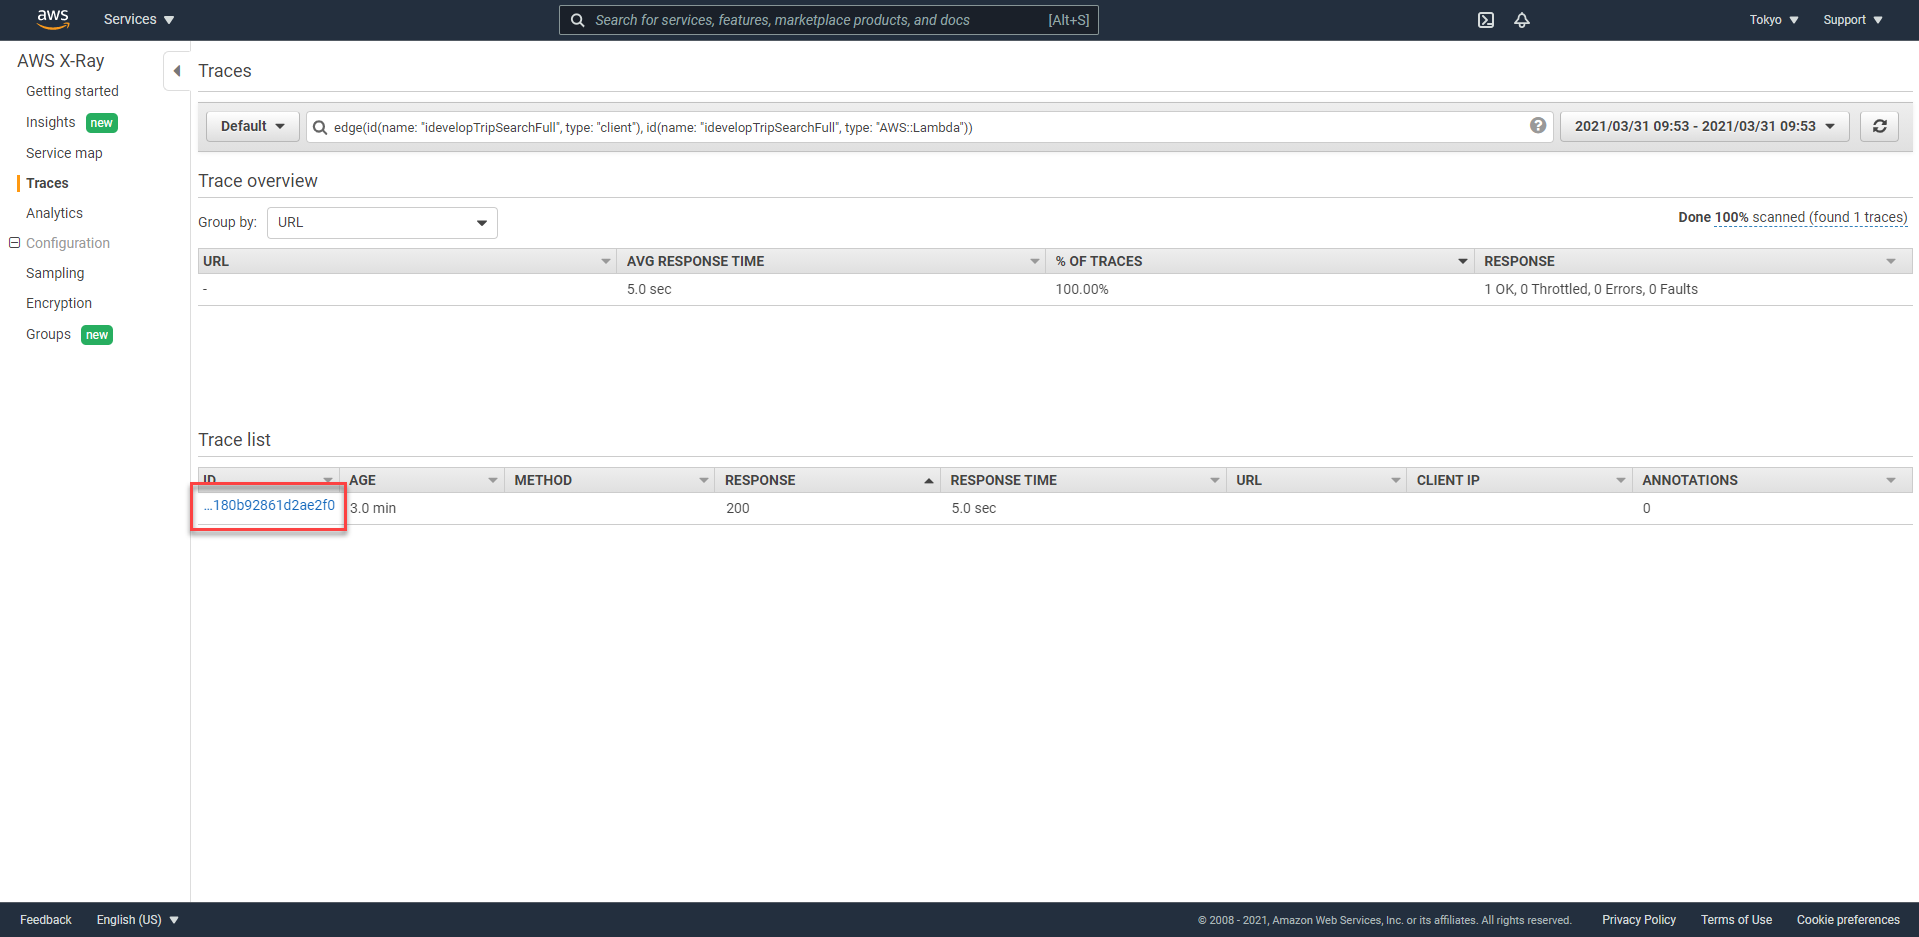 aws Services Search for services, features, marketplace products, and docs [Alt+S] Tokyo Support
AWS X-Ray
Getting started
Insights new
Service map
Traces
Analytics
Configuration
Sampling
Encryption
Groups new
Traces
Default edge(id(name: "idevelopTripSearchFull", type: "client"), id(name: "idevelopTripSearchFull", type: "AWS::Lambda")) 2021/03/31 09:53 - 2021/03/31 09:53
Trace overview
Group by: URL
Done 100% scanned (found 1 traces)
URL AVG RESPONSE TIME % OF TRACES RESPONSE
- 5.0 sec 100.00% 1 OK, 0 Throttled, 0 Errors, 0 Faults
Trace list
ID AGE METHOD RESPONSE RESPONSE TIME URL CLIENT IP ANNOTATIONS
...180b92861d2ae2f0 3.0 min 200 5.0 sec 0
Feedback English (US) © 2008 - 2021, Amazon Web Services, Inc. or its affiliates. All rights reserved. Privacy Policy Terms of Use Cookie preferences